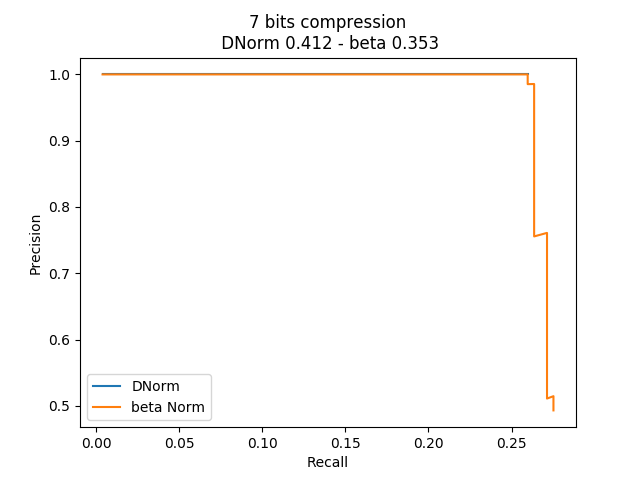 7 bits compression
DNorm 0.412 - beta 0.353
1.0
0.9
0.8
0.7
0.6
0.5
Precision
DNorm
beta Norm
0.00 0.05 0.10 0.15 0.20 0.25
Recall